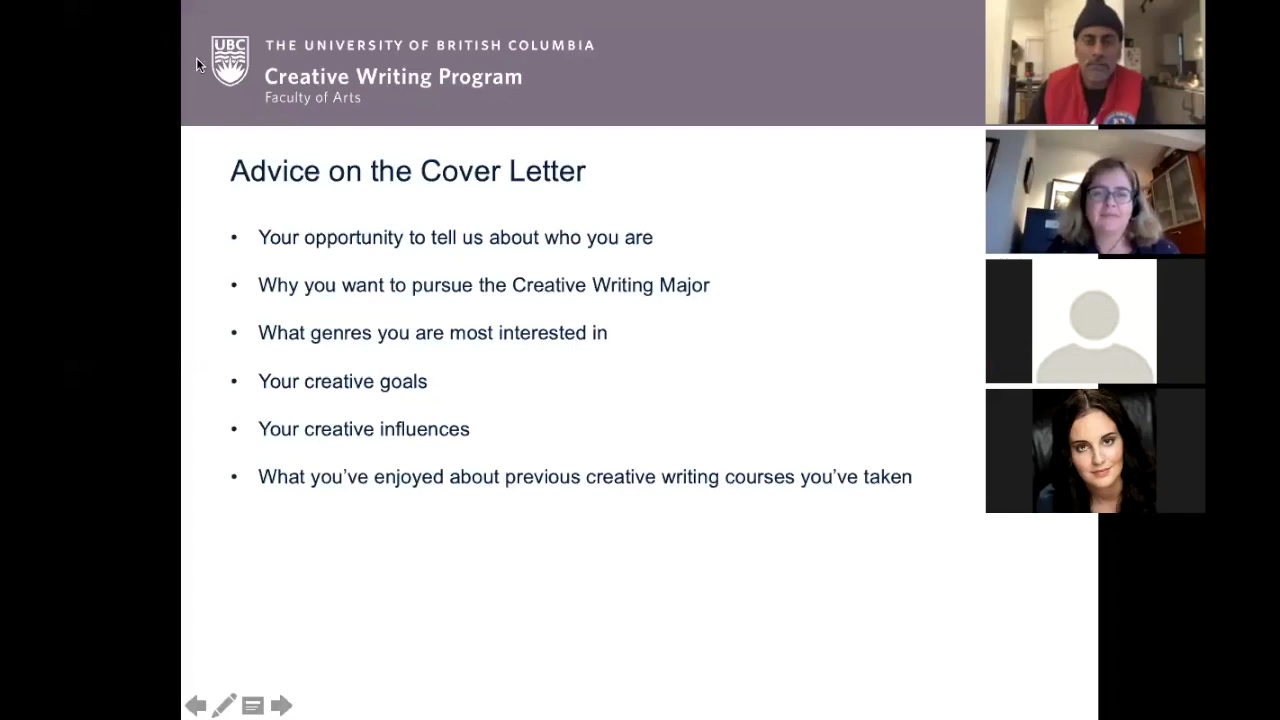 UBC
THE UNIVERSITY OF BRITISH COLUMBIA
Creative Writing Program
Faculty of Arts
Advice on the Cover Letter
• Your opportunity to tell us about who you are
• Why you want to pursue the Creative Writing Major
• What genres you are most interested in
• Your creative goals
• Your creative influences
• What you’ve enjoyed about previous creative writing courses you’ve taken